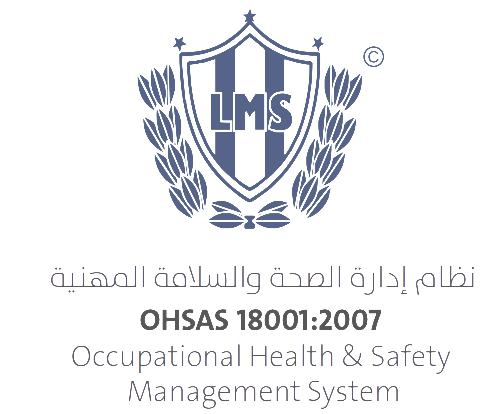 ©
LMS
نظام إدارة الصحة والسلامة المهنية
OHSAS 18001:2007
Occupational Health & Safety
Management System